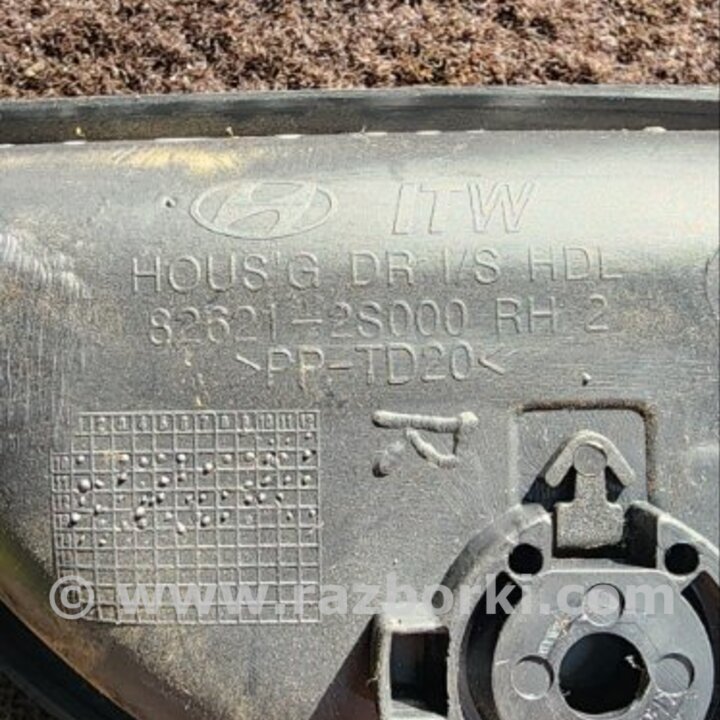 ITW
HOUS'G DR I/S HDL
82621-2S000 RH 2
>PP-TD20<
© www.razborki.com